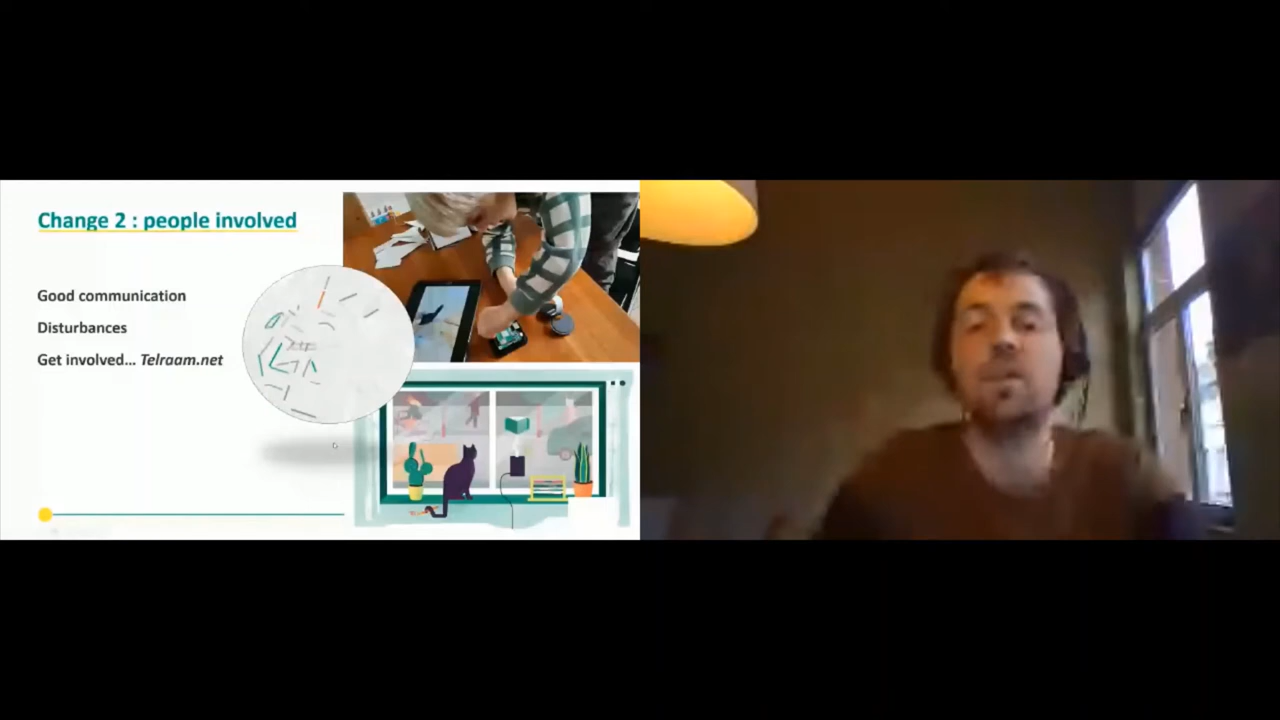 Change 2 : people involved
Good communication
Disturbances
Get involved... Telraam.net